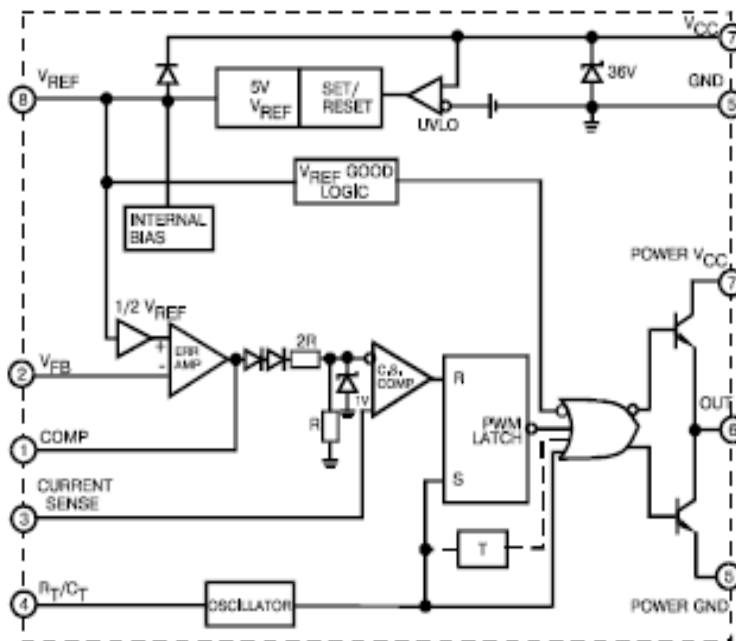 VCC
7
VREF
8
5V
VREF
SET/
RESET
36V
GND
5
UVLO
VREF GOOD
LOGIC
INTERNAL
BIAS
POWER VCC
7
1/2 VREF
+
ERR
AMP
-
2R
C.S.
COMP
VFB
2
1V
R
R
PWM
LATCH
OUT
6
COMP
1
CURRENT
SENSE
3
S
T
RT/CT
4
OSCILLATOR
5
POWER GND